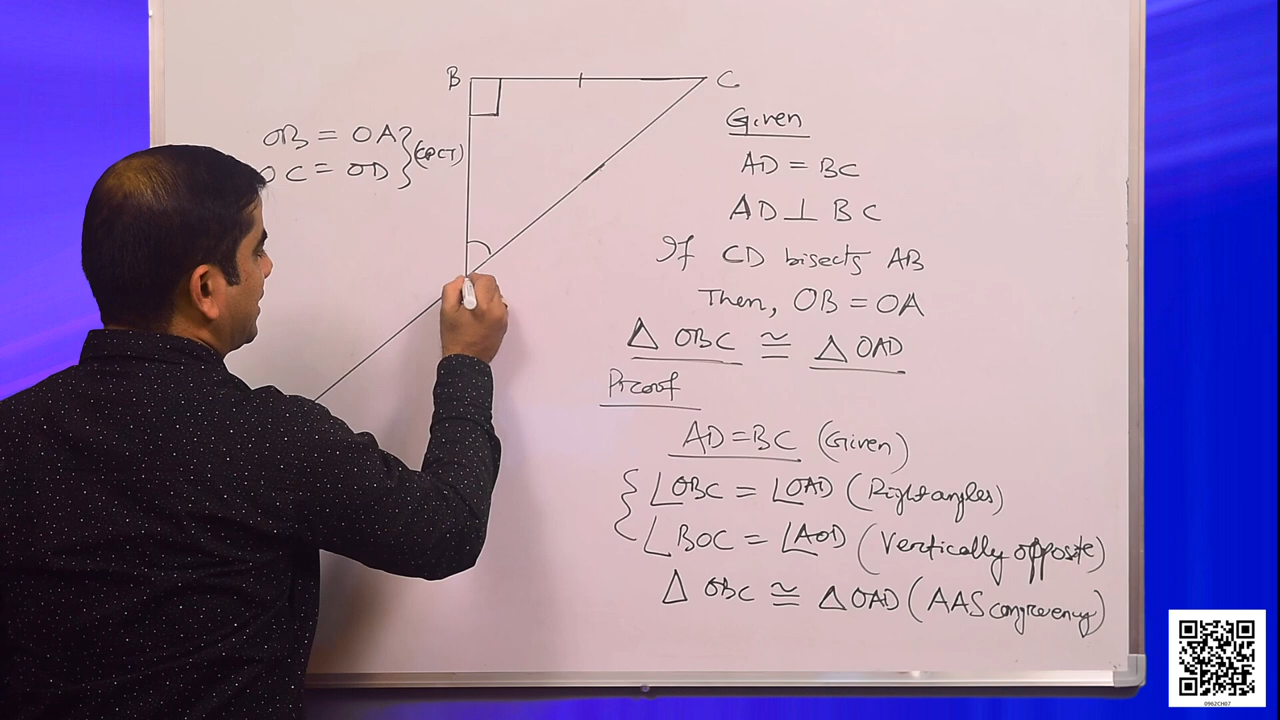 B
C
OB = OA
OC = OD
(CPCT)
Given
AD = BC
AD ⊥ BC
If CD bisects AB
Then, OB = OA
△ OBC ≅ △ OAD
Proof
AD = BC (Given)
∠OBC = ∠OAD (Right angles)
∠BOC = ∠AOD (Vertically opposite)
△ OBC ≅ △ OAD (AAS congruency)
0962CH07